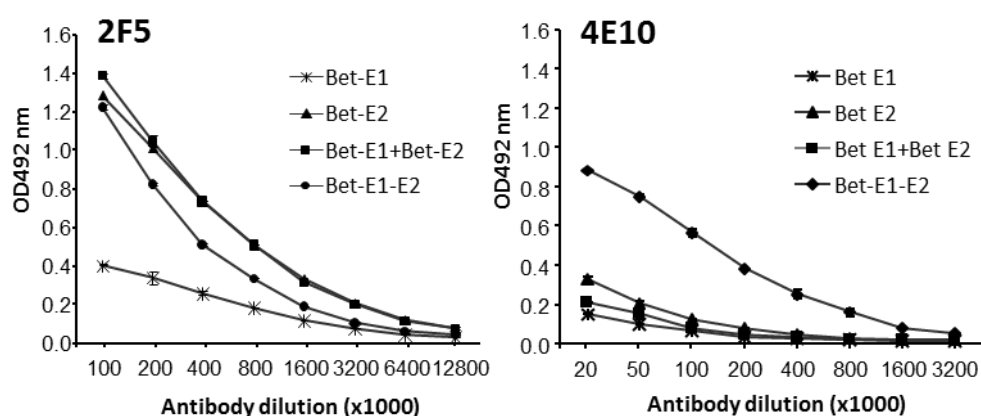 2F5
1.6
1.4
1.2
1.0
0.8
0.6
0.4
0.2
0.0
OD492 nm
Bet-E1
Bet-E2
Bet-E1+Bet-E2
Bet-E1-E2
100 200 400 800 1600 3200 6400 12800
Antibody dilution (x1000)
4E10
1.6
1.4
1.2
1.0
0.8
0.6
0.4
0.2
0.0
OD492 nm
Bet E1
Bet E2
Bet E1+Bet E2
Bet-E1-E2
20 50 100 200 400 800 1600 3200
Antibody dilution (x1000)